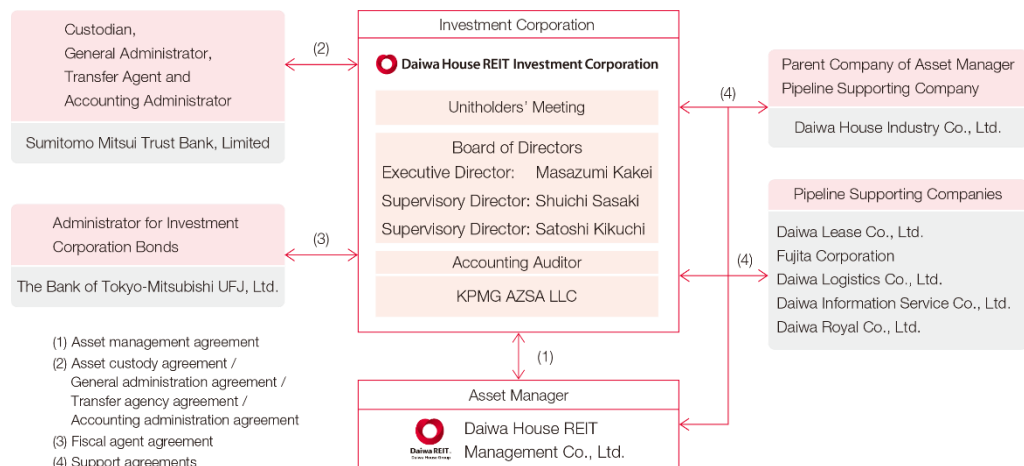 Custodian,
General Administrator,
Transfer Agent and
Accounting Administrator
Sumitomo Mitsui Trust Bank, Limited
(2)
Administrator for Investment
Corporation Bonds
The Bank of Tokyo-Mitsubishi UFJ, Ltd.
(3)
Investment Corporation
Daiwa House REIT Investment Corporation
Unitholders' Meeting
Board of Directors
Executive Director: Masazumi Kakei
Supervisory Director: Shuichi Sasaki
Supervisory Director: Satoshi Kikuchi
Accounting Auditor
KPMG AZSA LLC
(4)
Parent Company of Asset Manager
Pipeline Supporting Company
Daiwa House Industry Co., Ltd.
(4)
Pipeline Supporting Companies
Daiwa Lease Co., Ltd.
Fujita Corporation
Daiwa Logistics Co., Ltd.
Daiwa Information Service Co., Ltd.
Daiwa Royal Co., Ltd.
(1)
Asset Manager
Daiwa REIT.
Daiwa House Group
Daiwa House REIT
Management Co., Ltd.
(1) Asset management agreement
(2) Asset custody agreement /
General administration agreement /
Transfer agency agreement /
Accounting administration agreement
(3) Fiscal agent agreement
(4) Support agreements